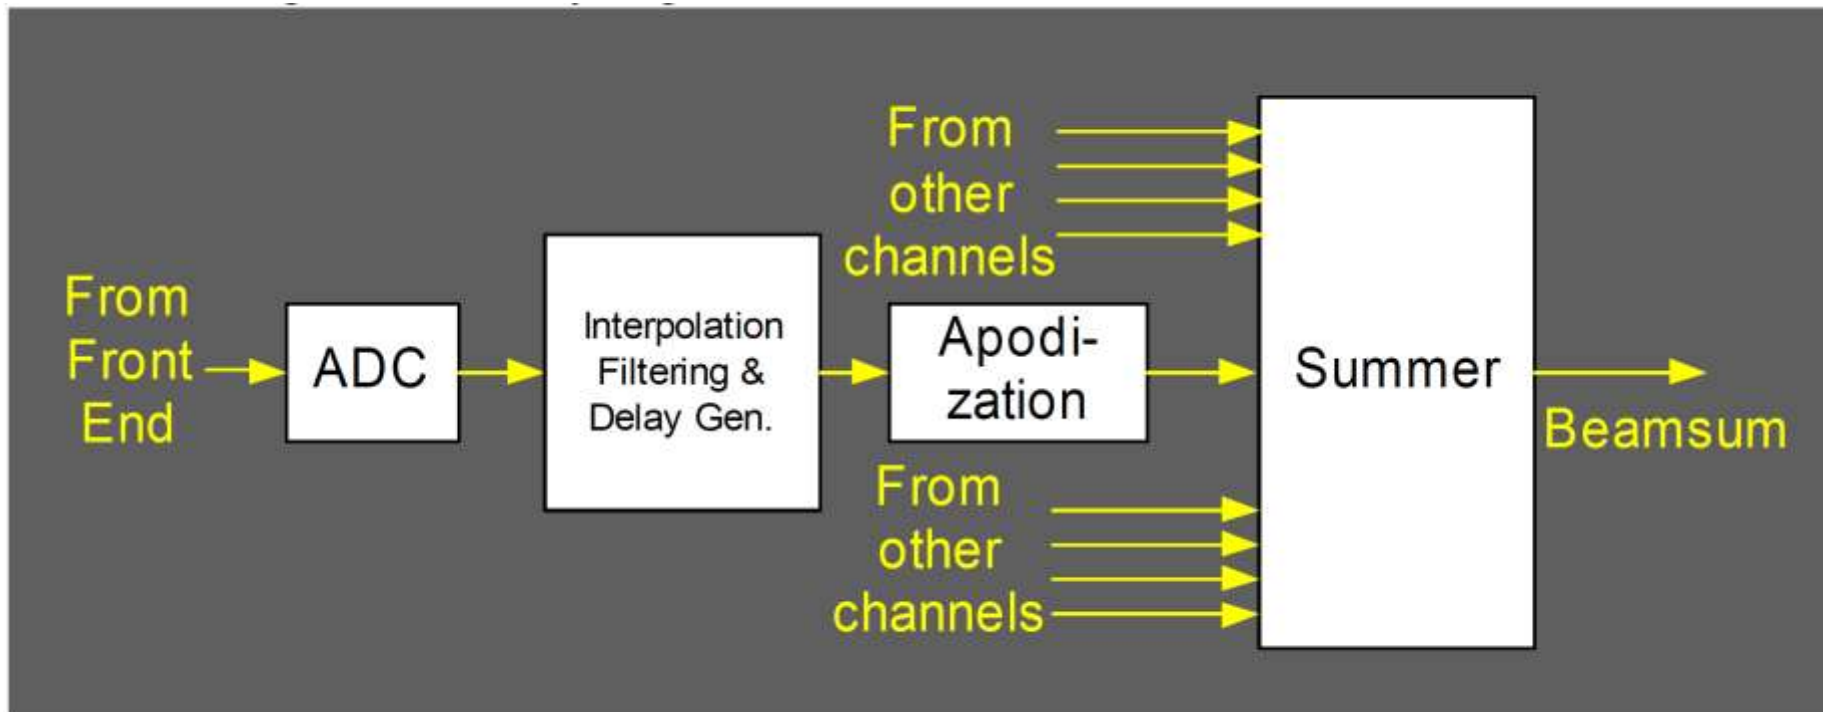 From
Front
End
ADC
Interpolation
Filtering &
Delay Gen.
From
other
channels
Apodi-
zation
From
other
channels
Summer
Beamsum